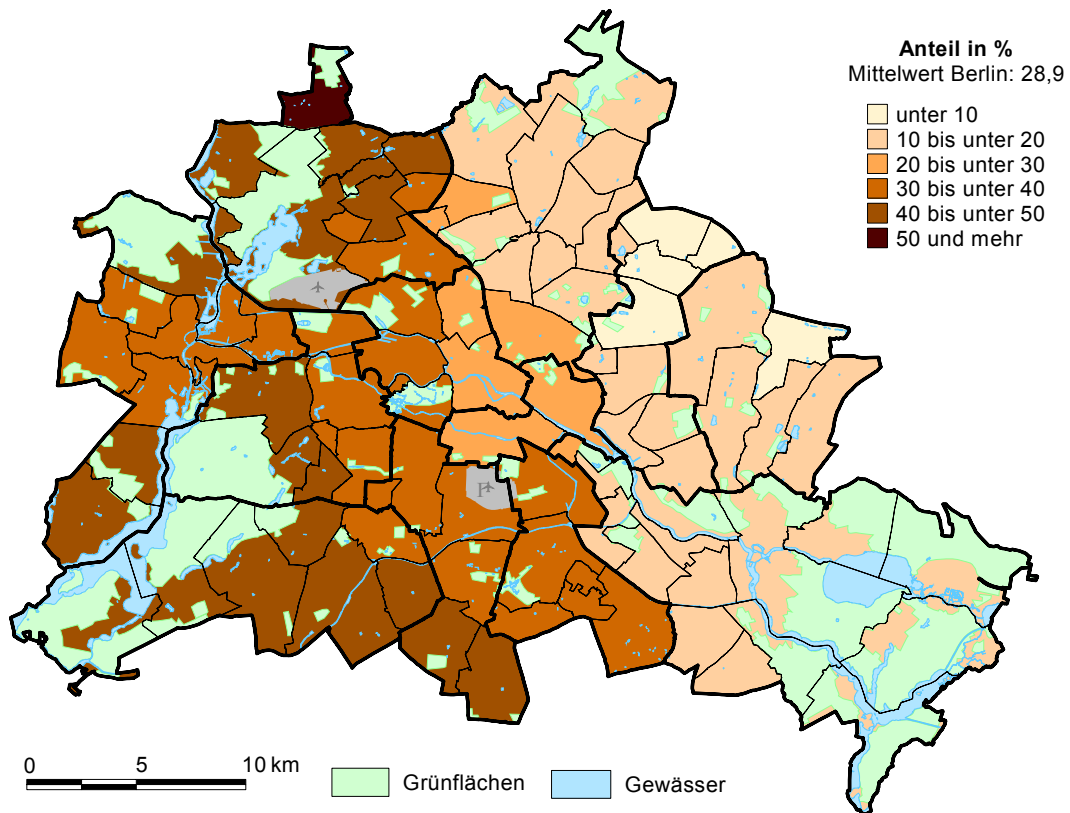 Anteil in %
Mittelwert Berlin: 28,9
unter 10
10 bis unter 20
20 bis unter 30
30 bis unter 40
40 bis unter 50
50 und mehr
0 5 10 km
Grünflächen
Gewässer